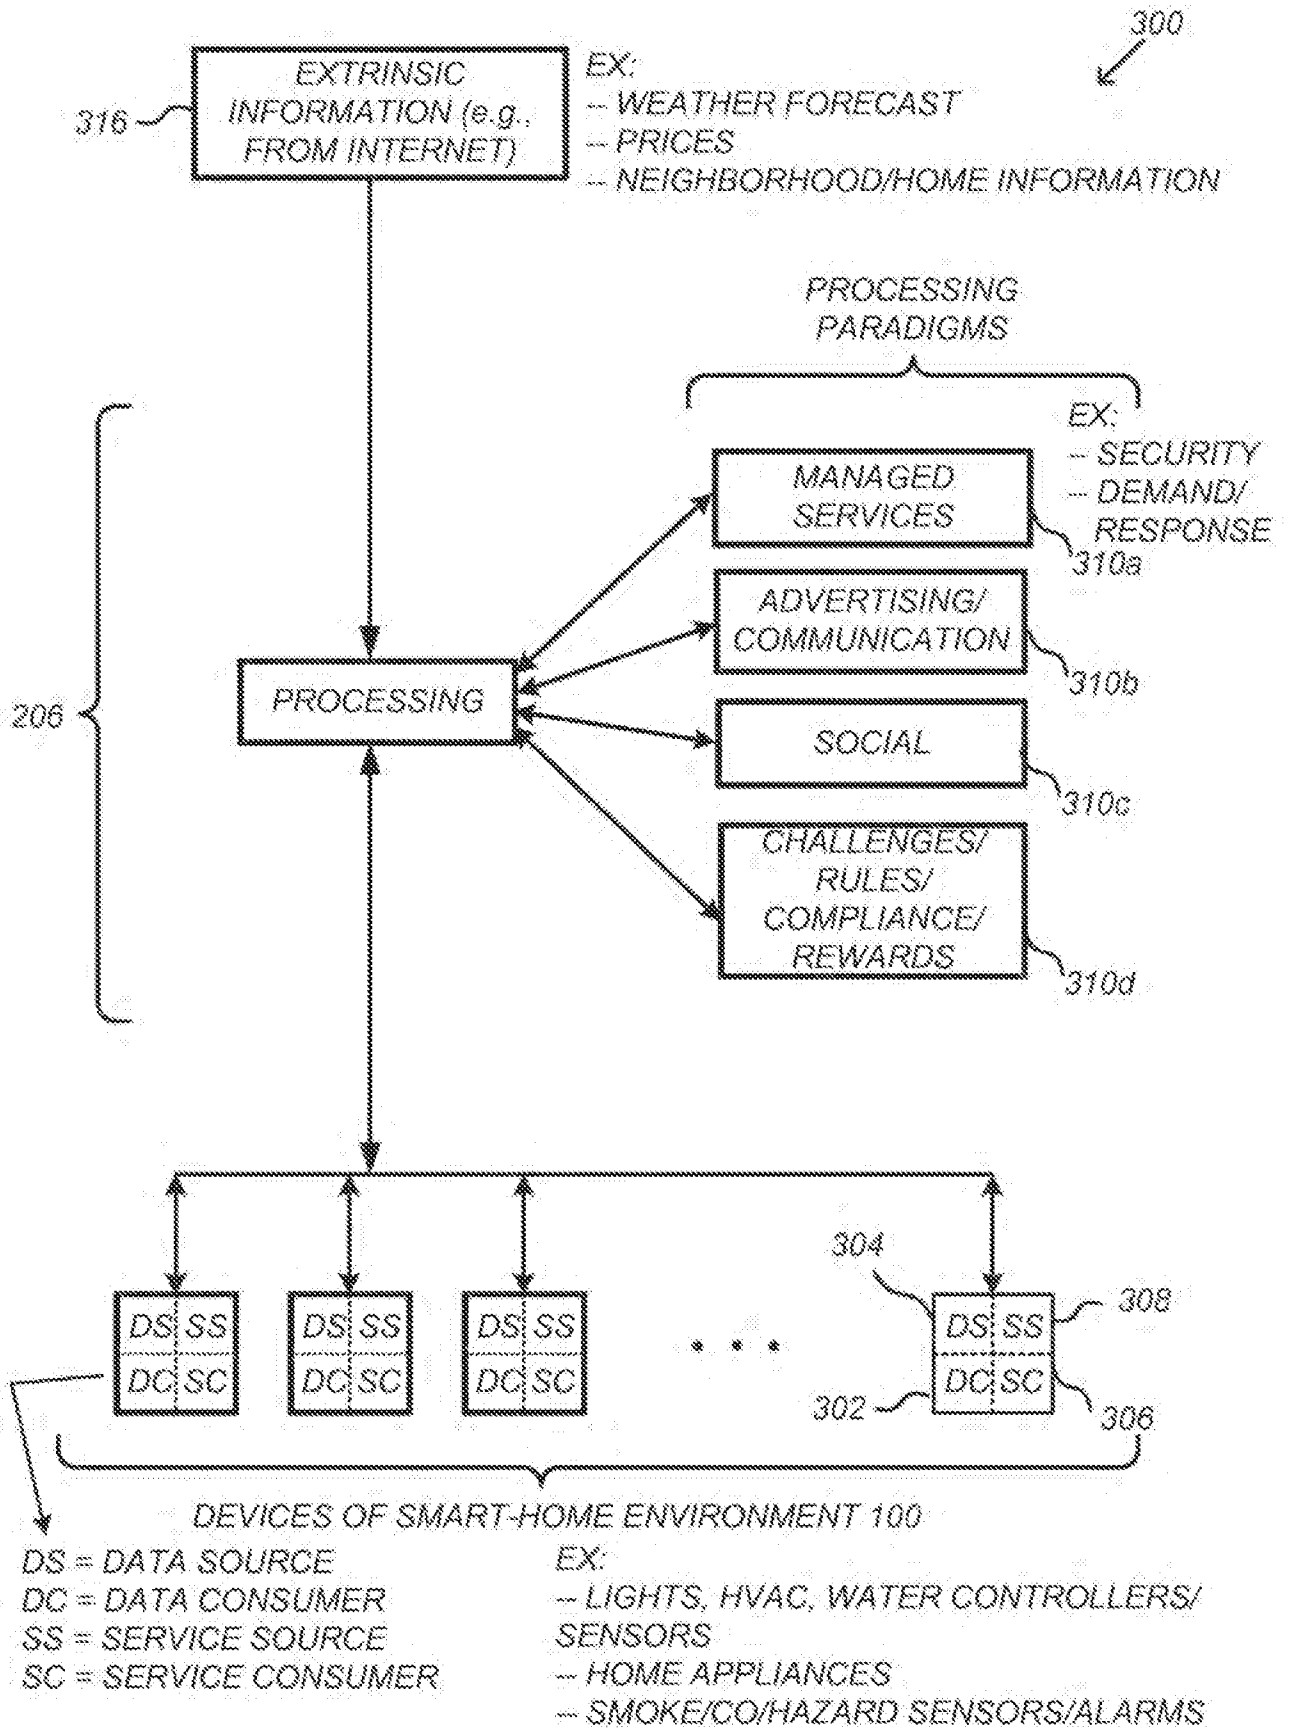 300
EXTRINSIC
INFORMATION (e.g.,
FROM INTERNET)
316
EX:
-- WEATHER FORECAST
-- PRICES
-- NEIGHBORHOOD/HOME INFORMATION
PROCESSING
PARADIGMS
EX:
-- SECURITY
-- DEMAND/
RESPONSE
MANAGED
SERVICES
310a
ADVERTISING/
COMMUNICATION
310b
206
PROCESSING
SOCIAL
310c
CHALLENGES/
RULES/
COMPLIANCE/
REWARDS
310d
304
308
DS SS
DC SC
DS SS
DC SC
DS SS
DC SC
. . .
DS SS
DC SC
302
306
DEVICES OF SMART-HOME ENVIRONMENT 100
DS = DATA SOURCE
DC = DATA CONSUMER
SS = SERVICE SOURCE
SC = SERVICE CONSUMER
EX:
-- LIGHTS, HVAC, WATER CONTROLLERS/
SENSORS
-- HOME APPLIANCES
-- SMOKE/CO/HAZARD SENSORS/ALARMS